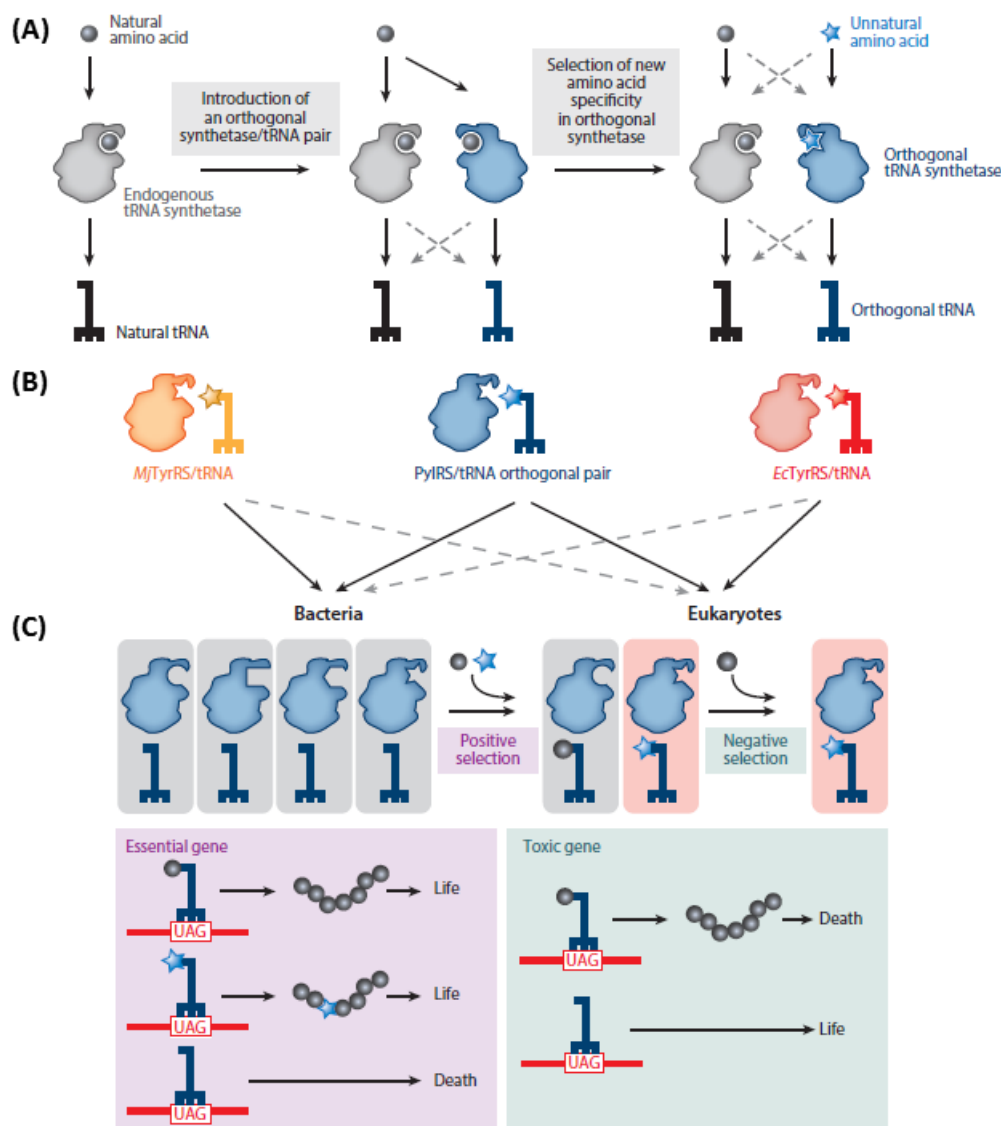 (A)
Natural
amino acid
Introduction of
an orthogonal
synthetase/tRNA pair
Endogenous
tRNA synthetase
Natural tRNA
Selection of new
amino acid
specificity
in orthogonal
synthetase
Unnatural
amino acid
Orthogonal
tRNA synthetase
Orthogonal tRNA
(B)
MjTyrRS/tRNA
PylRS/tRNA orthogonal pair
EcTyrRS/tRNA
Bacteria
Eukaryotes
(C)
Positive
selection
Negative
selection
Essential gene
UAG
Life
UAG
Life
UAG
Death
Toxic gene
UAG
Death
UAG
Life